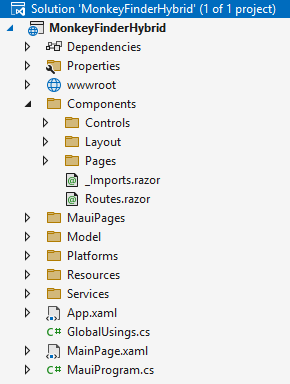 Solution 'MonkeyFinderHybrid' (1 of 1 project)
MonkeyFinderHybrid
Dependencies
Properties
wwwroot
Components
Controls
Layout
Pages
_Imports.razor
Routes.razor
MauiPages
Model
Platforms
Resources
Services
App.xaml
C# GlobalUsings.cs
MainPage.xaml
C# MauiProgram.cs